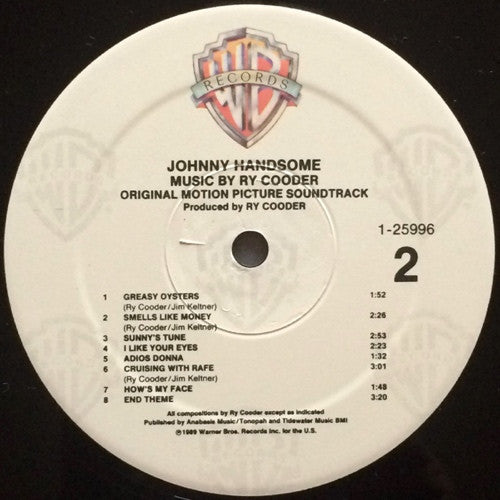 WB
RECORDS
JOHNNY HANDSOME
MUSIC BY RY COODER
ORIGINAL MOTION PICTURE SOUNDTRACK
Produced by RY COODER
1-25996
2
1 GREASY OYSTERS 1:52
(Ry Cooder/Jim Keltner)
2 SMELLS LIKE MONEY 2:26
(Ry Cooder/Jim Keltner)
3 SUNNY'S TUNE 2:53
4 I LIKE YOUR EYES 2:23
5 ADIOS DONNA 1:32
6 CRUISING WITH RAFE 3:01
(Ry Cooder/Jim Keltner)
7 HOW'S MY FACE 1:48
8 END THEME 3:20
All compositions by Ry Cooder except as indicated
Published by Anabasis Music/Tonopah and Tidewater Music BMI
℗1989 Warner Bros. Records Inc. for the U.S.